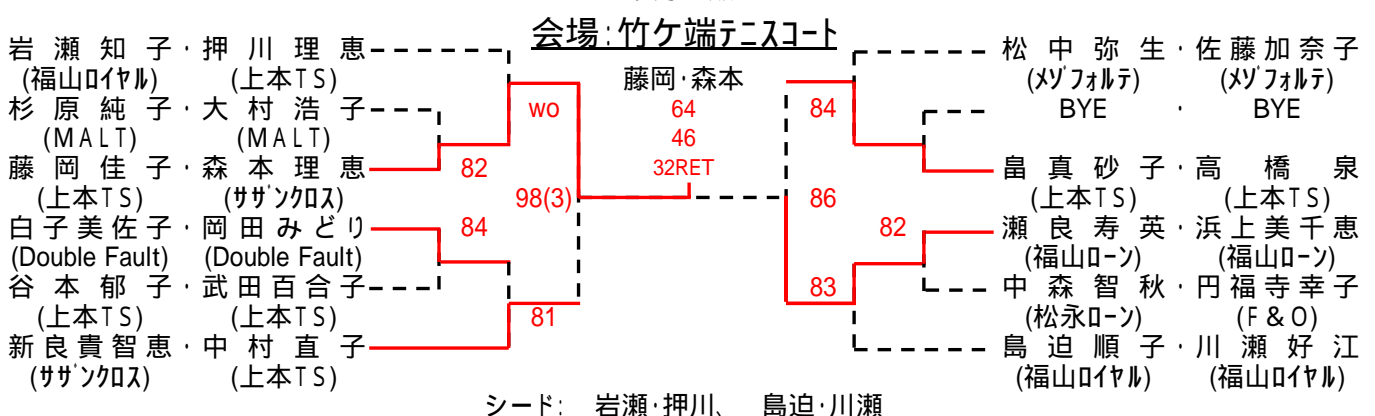 会場:竹ケ端テニスコート
岩瀬知子・押川理恵
(福山ロイヤル) (上本TS)
杉原純子・大村浩子
(MALT) (MALT)
藤岡佳子・森本理恵
(上本TS) (サザンクロス)
白子美佐子・岡田みどり
(Double Fault) (Double Fault)
谷本郁子・武田百合子
(上本TS) (上本TS)
新良貴智恵・中村直子
(サザンクロス) (上本TS)
82
84
wo
81
98(3)
藤岡・森本
64
46
32RET
84
86
83
82
松中弥生・佐藤加奈子
(メゾフォルテ) (メゾフォルテ)
BYE ・ BYE
畠真砂子・高橋泉
(上本TS) (上本TS)
瀬良寿英・浜上美千恵
(福山ローン) (福山ローン)
中森智秋・円福寺幸子
(松永ローン) (F&O)
島迫順子・川瀬好江
(福山ロイヤル) (福山ロイヤル)
シード: 岩瀬・押川、 島迫・川瀬